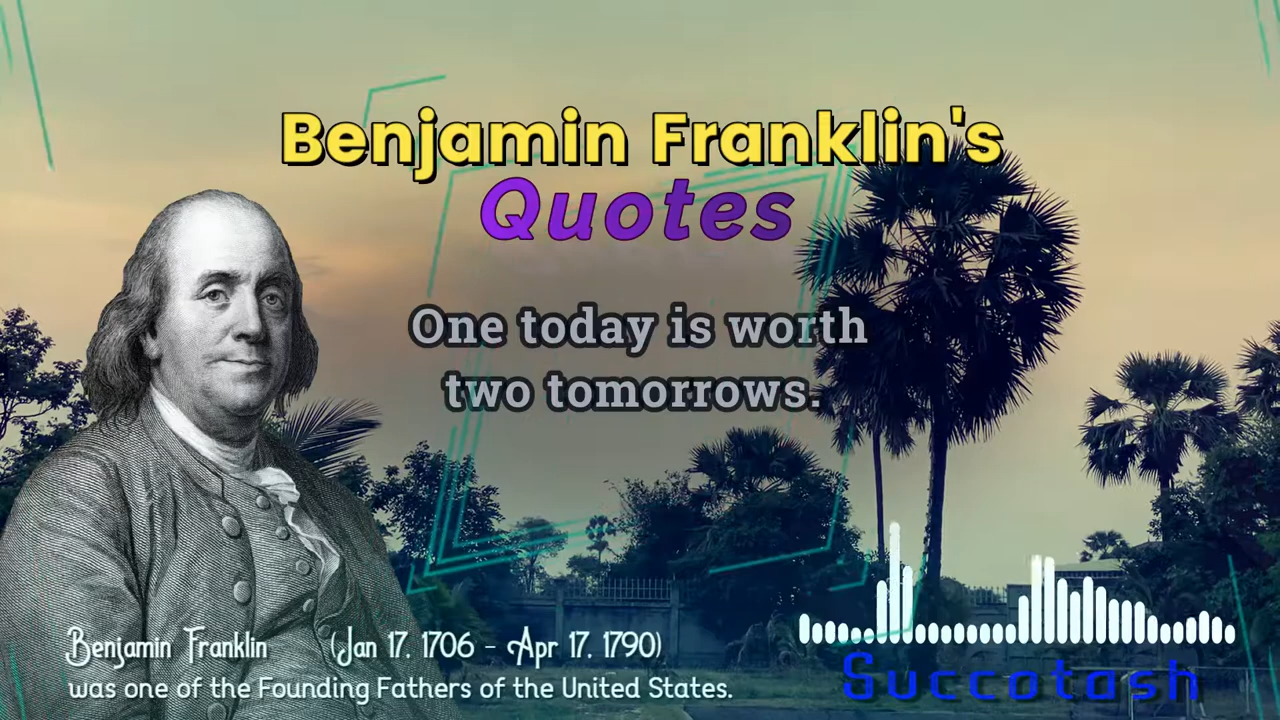 Benjamin Franklin's
Quotes
One today is worth
two tomorrows.
Benjamin Franklin (Jan 17, 1706 - Apr 17, 1790)
was one of the Founding Fathers of the United States.
Succotash